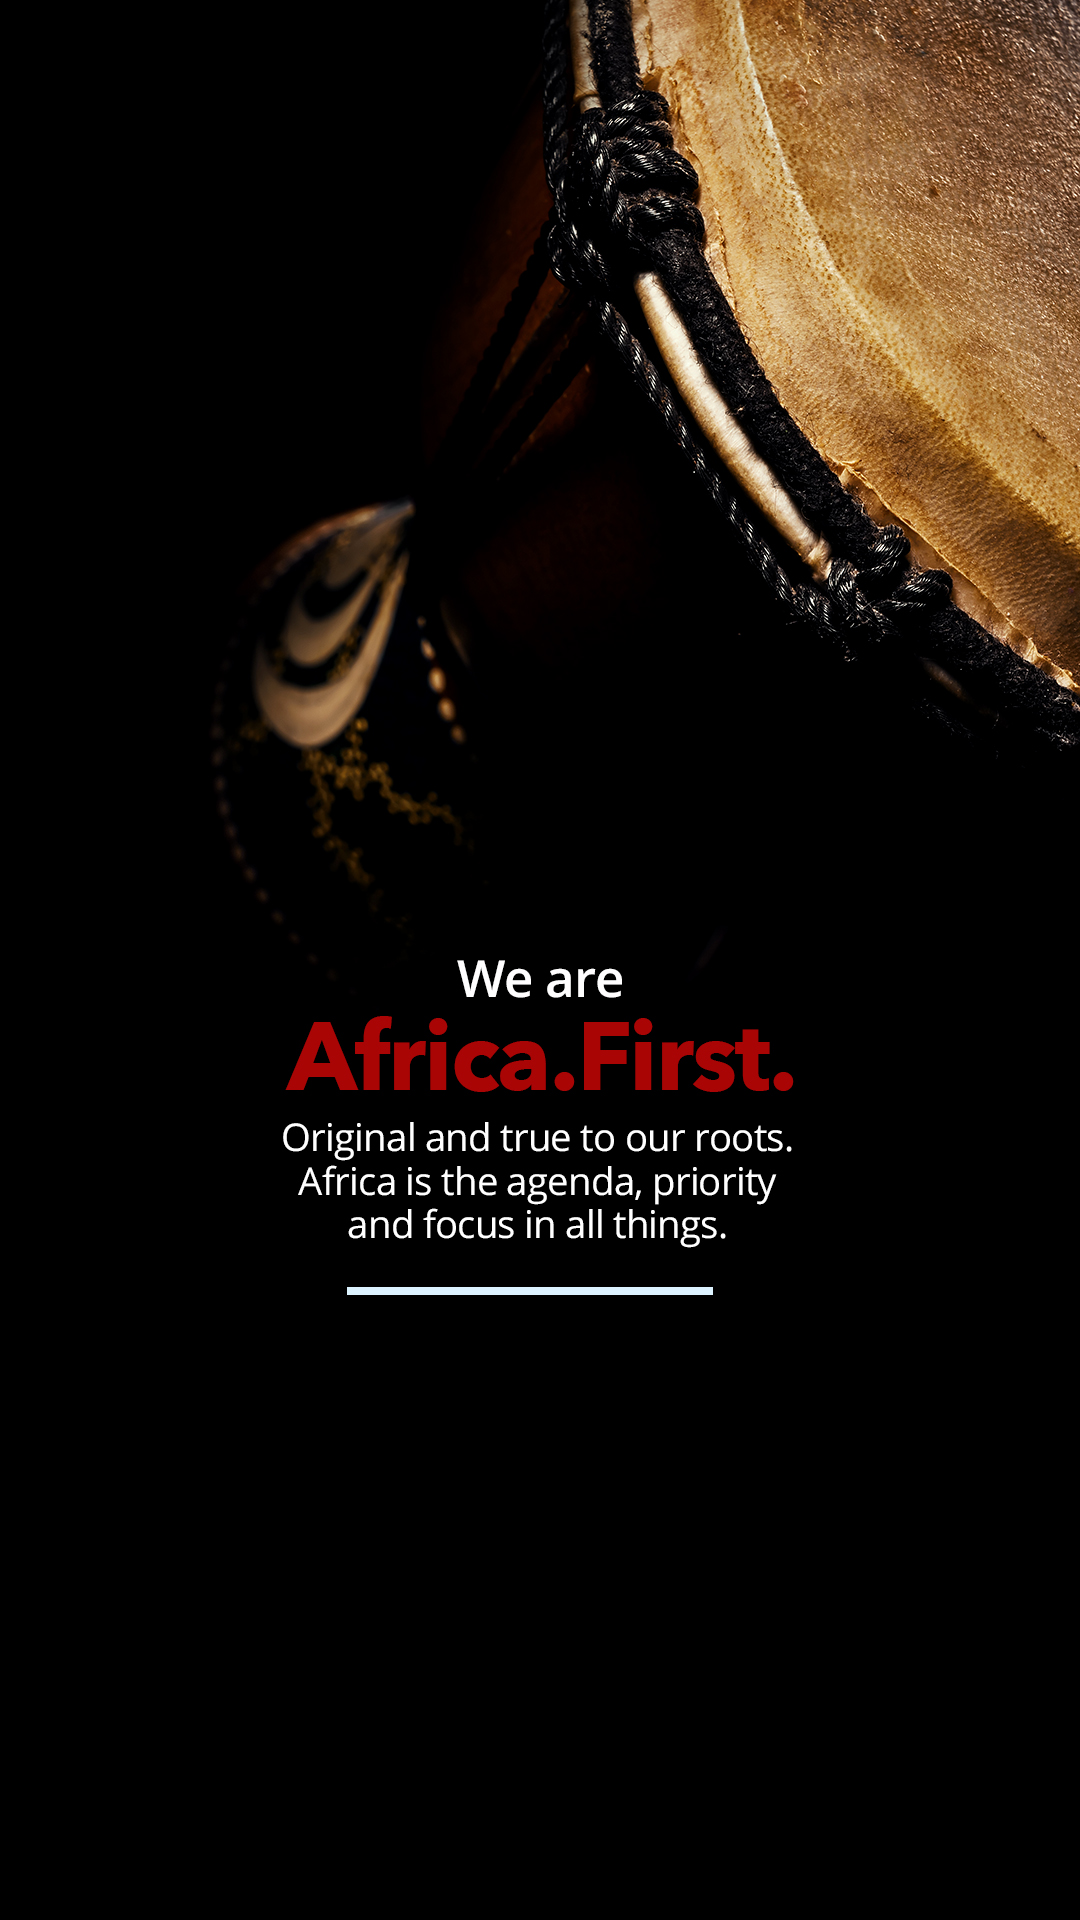 We are
Africa.First.
Original and true to our roots.
Africa is the agenda, priority
and focus in all things.